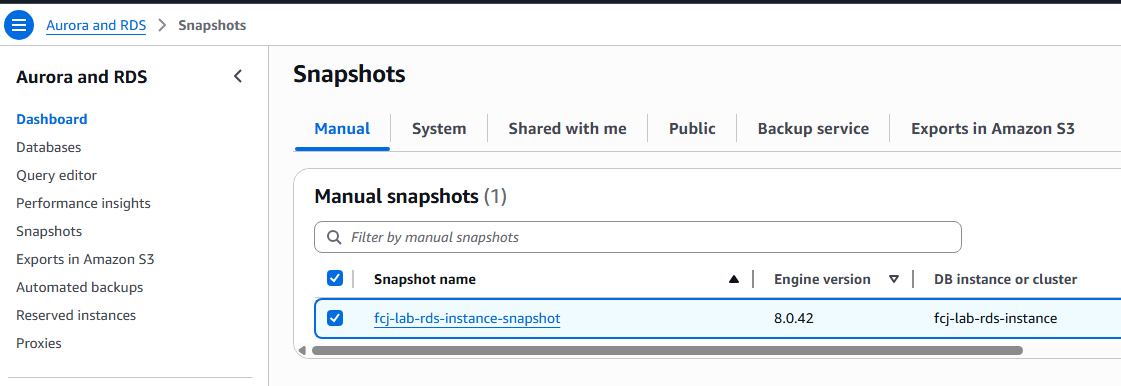 Aurora and RDS > Snapshots
Aurora and RDS
Dashboard
Databases
Query editor
Performance insights
Snapshots
Exports in Amazon S3
Automated backups
Reserved instances
Proxies
Snapshots
Manual
System
Shared with me
Public
Backup service
Exports in Amazon S3
Manual snapshots (1)
Filter by manual snapshots
Snapshot name Engine version DB instance or cluster
fcj-lab-rds-instance-snapshot 8.0.42 fcj-lab-rds-instance